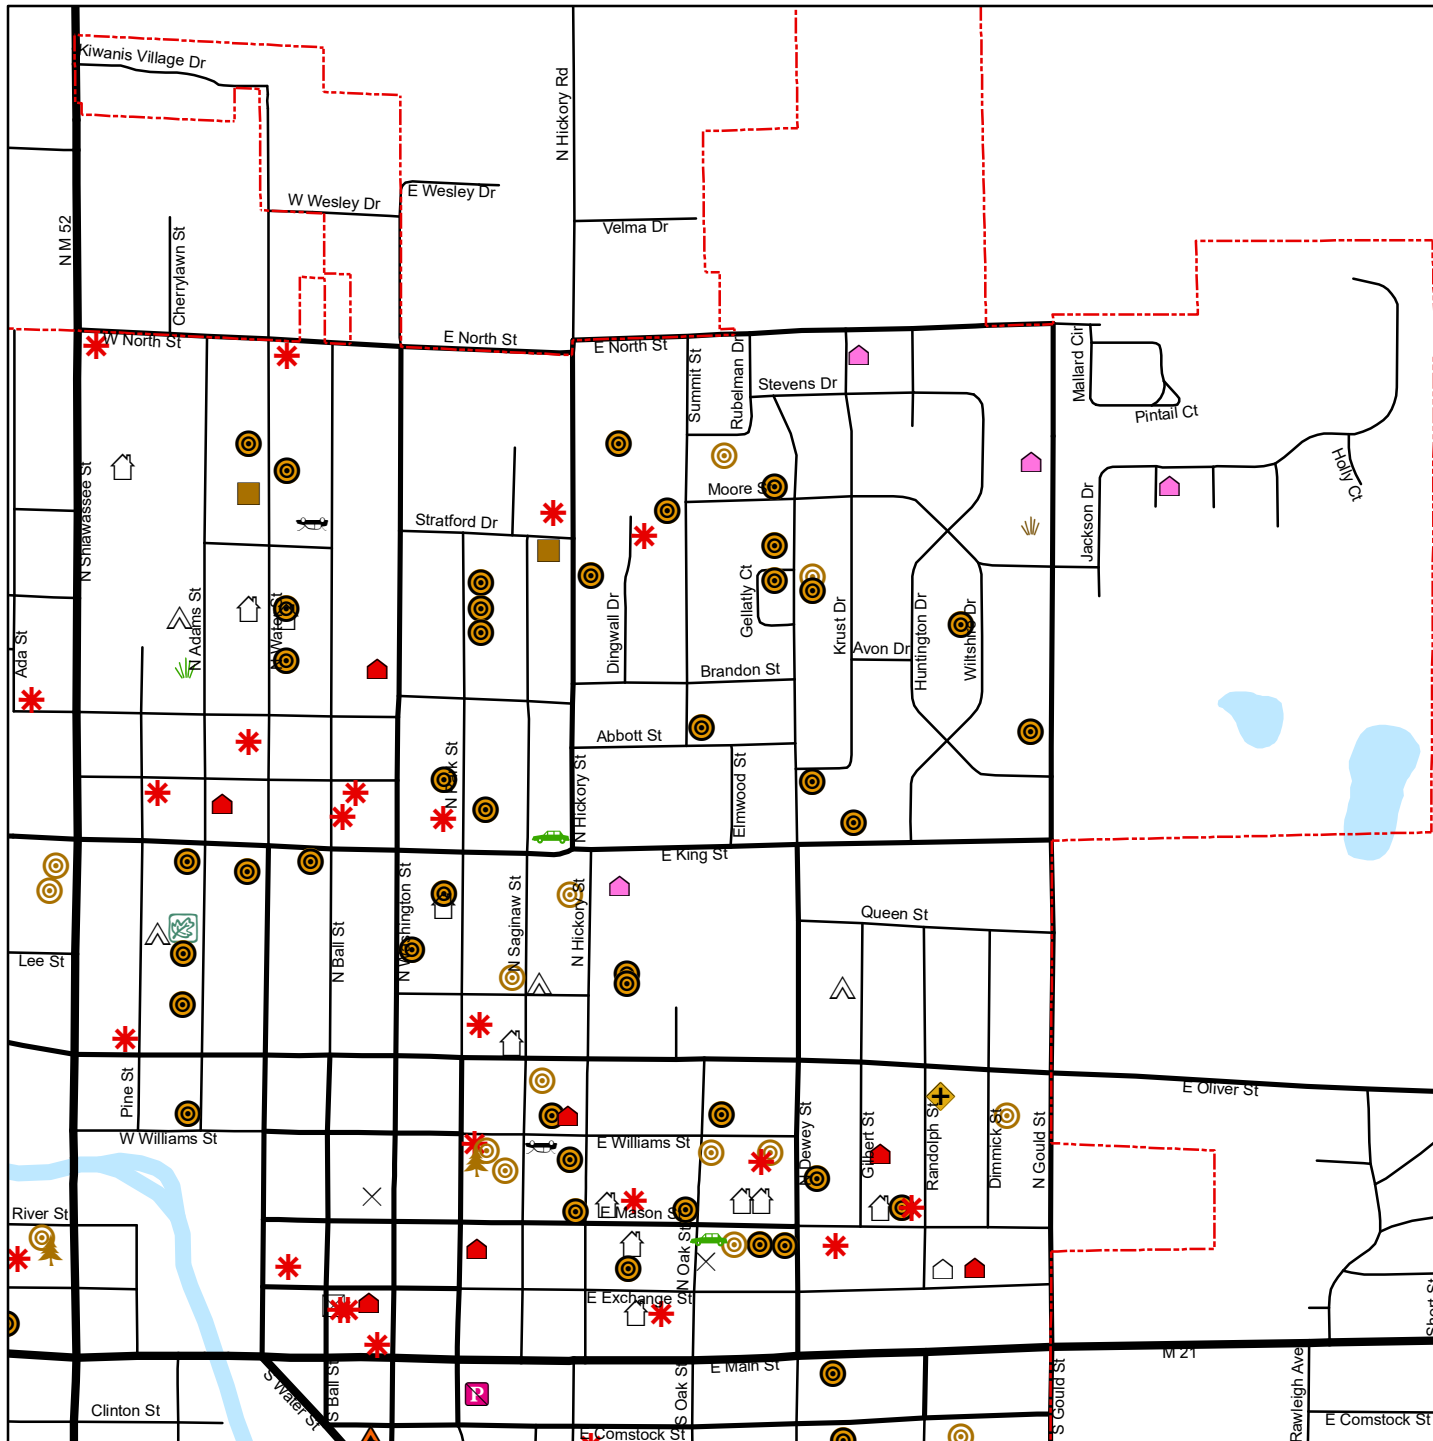 Kiwanis Village Dr
N Hickory Rd
E Wesley Dr
W Wesley Dr
Velma Dr
N M 52
Cherrylawn St
W North St
E North St
E North St
Summit St
Rubelman Dr
Stevens Dr
Mallard Cir
Pintail Ct
Holly Ct
Jackson Dr
N Shiawassee St
Moore S
Stratford Dr
N Adams St
N Water St
Dingwall Dr
Gellatly Ct
Krust Dr
Avon Dr
Huntington Dr
Wiltshire Dr
Ada St
Brandon St
Abbott St
N Park St
N Hickory St
Elmwood St
E King St
Queen St
Lee St
N Ball St
N Washington St
N Saginaw St
N Hickory St
Pine St
W Williams St
E Williams St
N Dewey St
Gilbert St
Randolph St
Dimmick St
N Gould St
E Oliver St
River St
E Mason St
N Oak St
E Exchange St
Short St
E Main St
M 21
S Water St
S Ball St
S Oak St
S Gould St
Rawleigh Ave
Clinton St
E Comstock St
E Comstock St
P